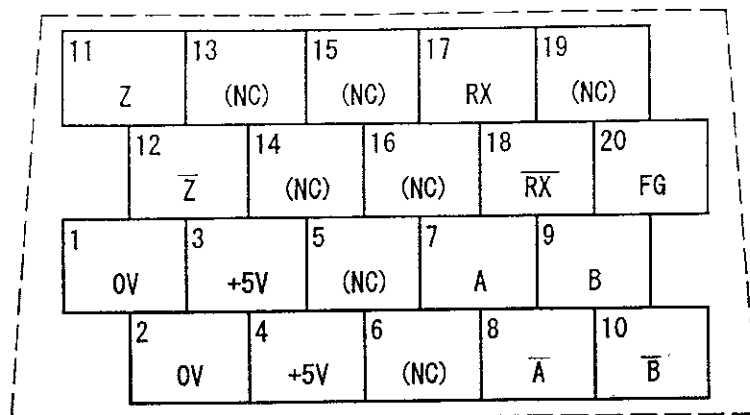 11 13 15 17 19
Z (NC) (NC) RX (NC)
12 14 16 18 20
Z̅ (NC) (NC) R̅X̅ FG
1 3 5 7 9
0V +5V (NC) A B
2 4 6 8 10
0V +5V (NC) A̅ B̅